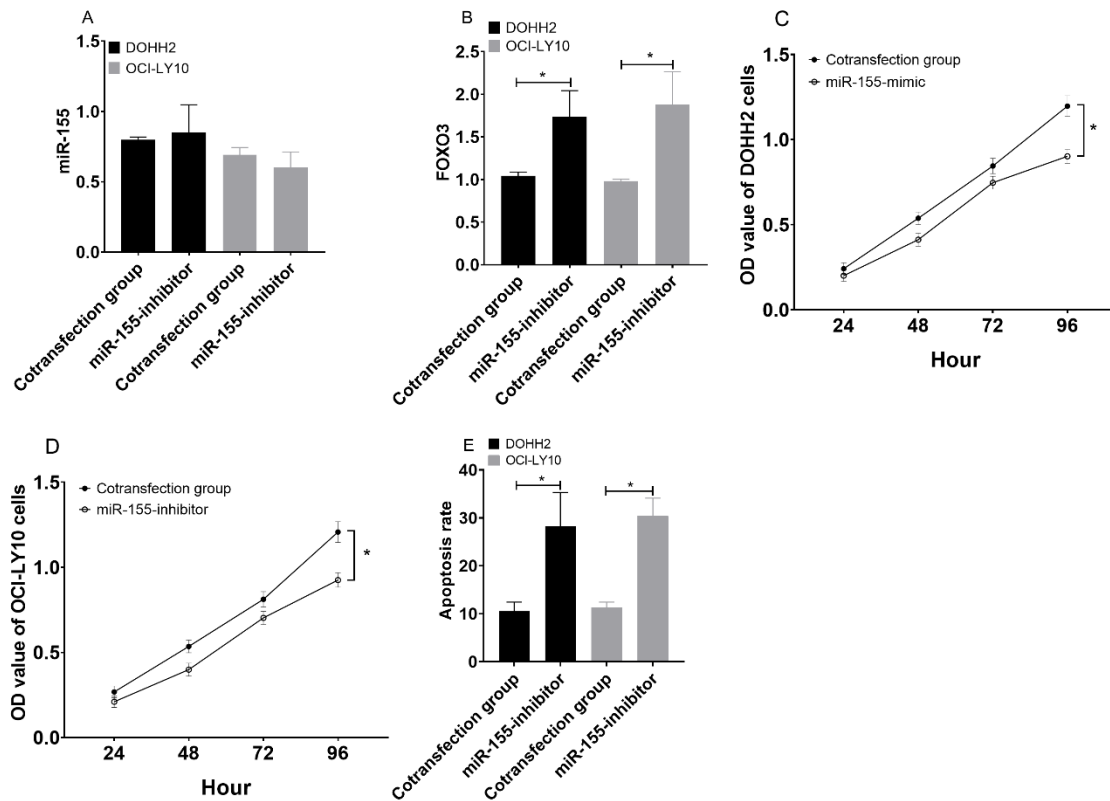 A
DOHH2
OCI-LY10
miR-155
1.5
1.0
0.5
0.0
Cotransfection group
miR-155-inhibitor
Cotransfection group
miR-155-inhibitor
B
DOHH2
OCI-LY10
FOXO3
2.5
2.0
1.5
1.0
0.5
0.0
*
*
Cotransfection group
miR-155-inhibitor
Cotransfection group
miR-155-inhibitor
C
Cotransfection group
miR-155-mimic
OD value of DOHH2 cells
1.5
1.0
0.5
0.0
*
24 48 72 96
Hour
D
Cotransfection group
miR-155-inhibitor
OD value of OCI-LY10 cells
1.5
1.0
0.5
0.0
*
24 48 72 96
Hour
E
DOHH2
OCI-LY10
Apoptosis rate
40
30
20
10
0
*
*
Cotransfection group
miR-155-inhibitor
Cotransfection group
miR-155-inhibitor